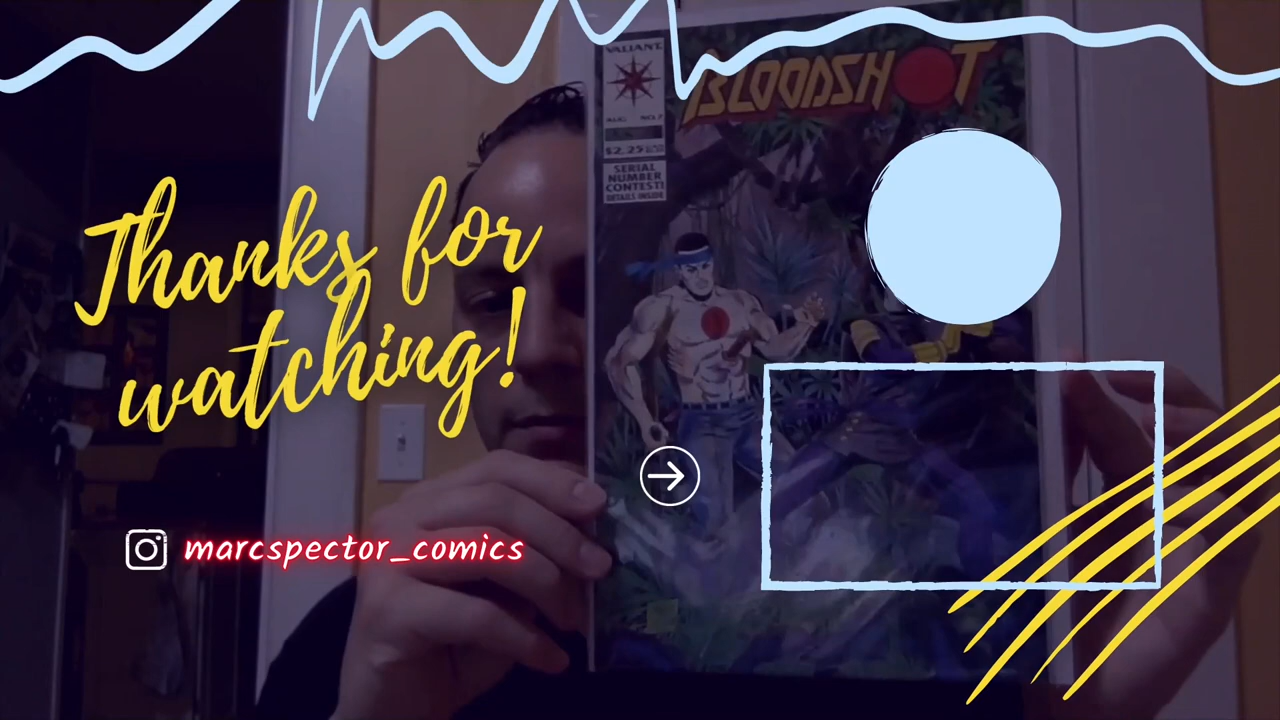 VALIANT
BLOODSHOT
AUG NO.7
$2.25
SERIAL
NUMBER
CONTEST!
DETAILS INSIDE
Thanks for
watching!
marcspector_comics